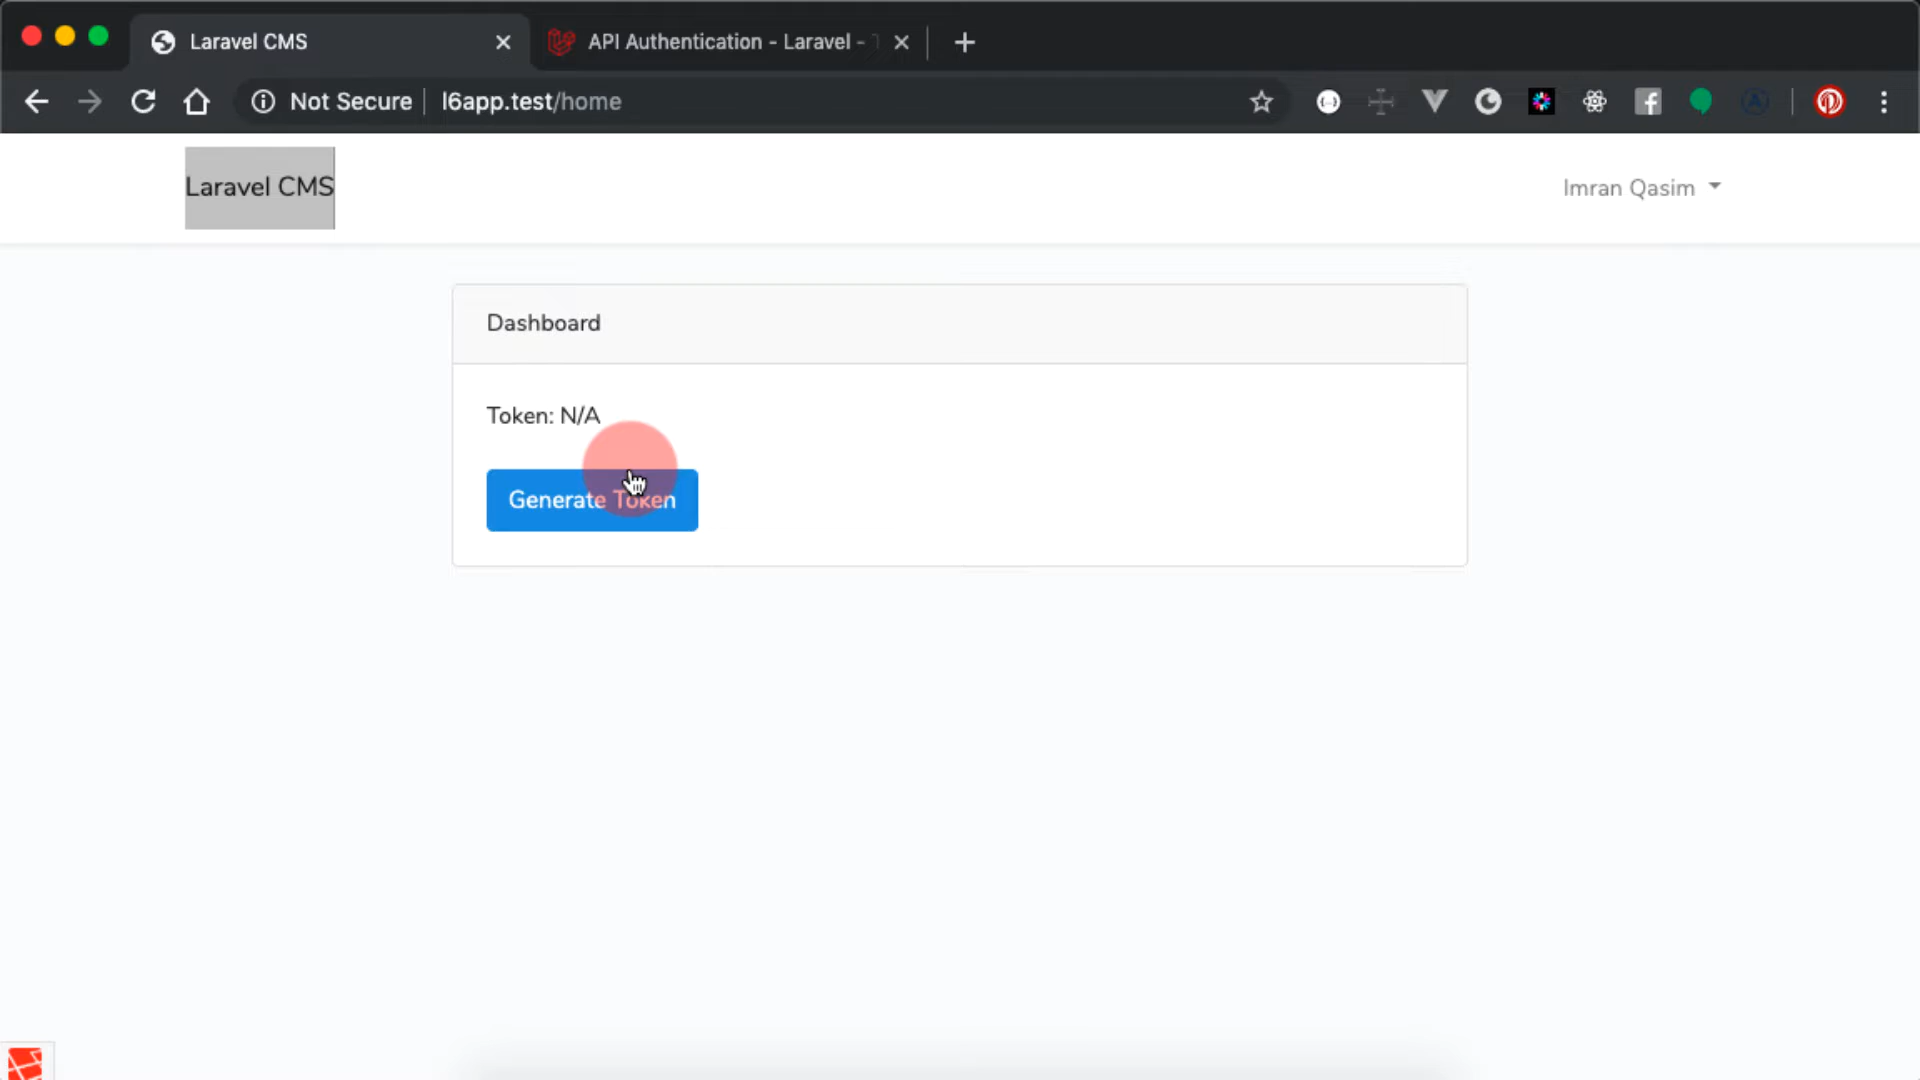 Laravel CMS
API Authentication - Laravel -
Not Secure
l6app.test/home
Laravel CMS
Imran Qasim
Dashboard
Token: N/A
Generate Token